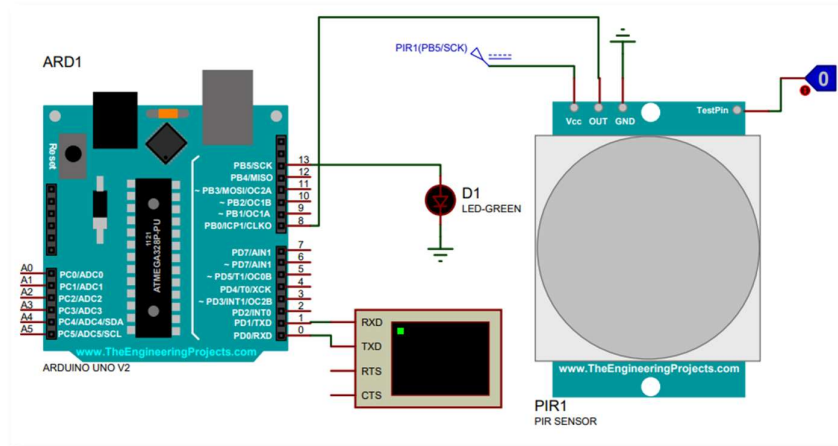 ARD1
Reset
1121
ATMEGA328P-PU
PB5/SCK 13
PB4/MISO 12
~ PB3/MOSI/OC2A 11
~ PB2/OC1B 10
~ PB1/OC1A 9
PB0/ICP1/CLKO 8
PD7/AIN1 7
~ PD7/AIN1 6
~ PD5/T1/OC0B 5
PD4/T0/XCK 4
~ PD3/INT1/OC2B 3
PD2/INT0 2
PD1/TXD 1
PD0/RXD 0
A0 PC0/ADC0
A1 PC1/ADC1
A2 PC2/ADC2
A3 PC3/ADC3
A4 PC4/ADC4/SDA
A5 PC5/ADC5/SCL
www.TheEngineeringProjects.com
ARDUINO UNO V2
D1
LED-GREEN
RXD
TXD
RTS
CTS
PIR1(PB5/SCK)
Vcc OUT GND
TestPin
0
www.TheEngineeringProjects.com
PIR1
PIR SENSOR